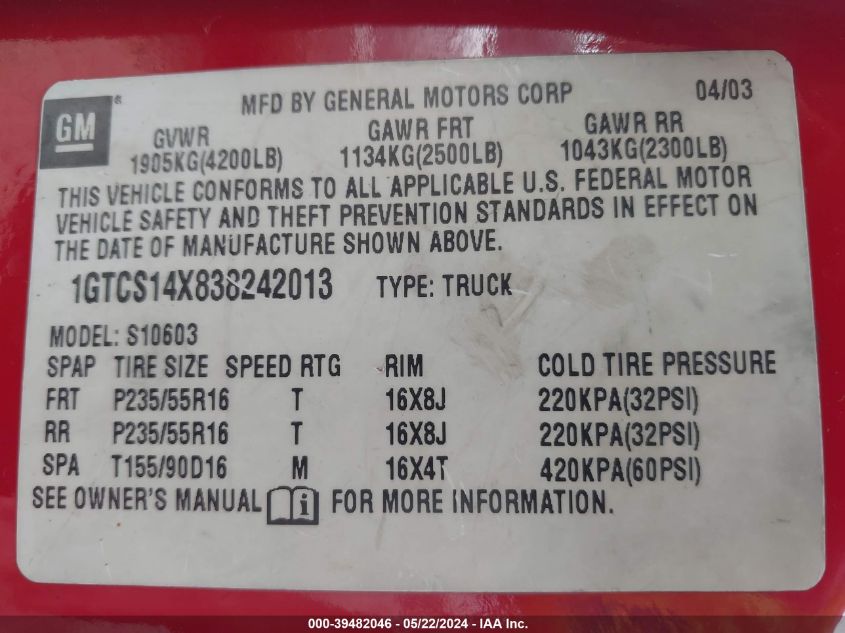 GM
MFD BY GENERAL MOTORS CORP 04/03
GVWR GAWR FRT GAWR RR
1905KG(4200LB) 1134KG(2500LB) 1043KG(2300LB)
THIS VEHICLE CONFORMS TO ALL APPLICABLE U.S. FEDERAL MOTOR
VEHICLE SAFETY AND THEFT PREVENTION STANDARDS IN EFFECT ON
THE DATE OF MANUFACTURE SHOWN ABOVE.
1GTCS14X838242013 TYPE: TRUCK
MODEL: S10603
SPAP TIRE SIZE SPEED RTG RIM COLD TIRE PRESSURE
FRT P235/55R16 T 16X8J 220KPA(32PSI)
RR P235/55R16 T 16X8J 220KPA(32PSI)
SPA T155/90D16 M 16X4T 420KPA(60PSI)
SEE OWNER'S MANUAL i FOR MORE INFORMATION.
000-39482046 - 05/22/2024 - IAA Inc.